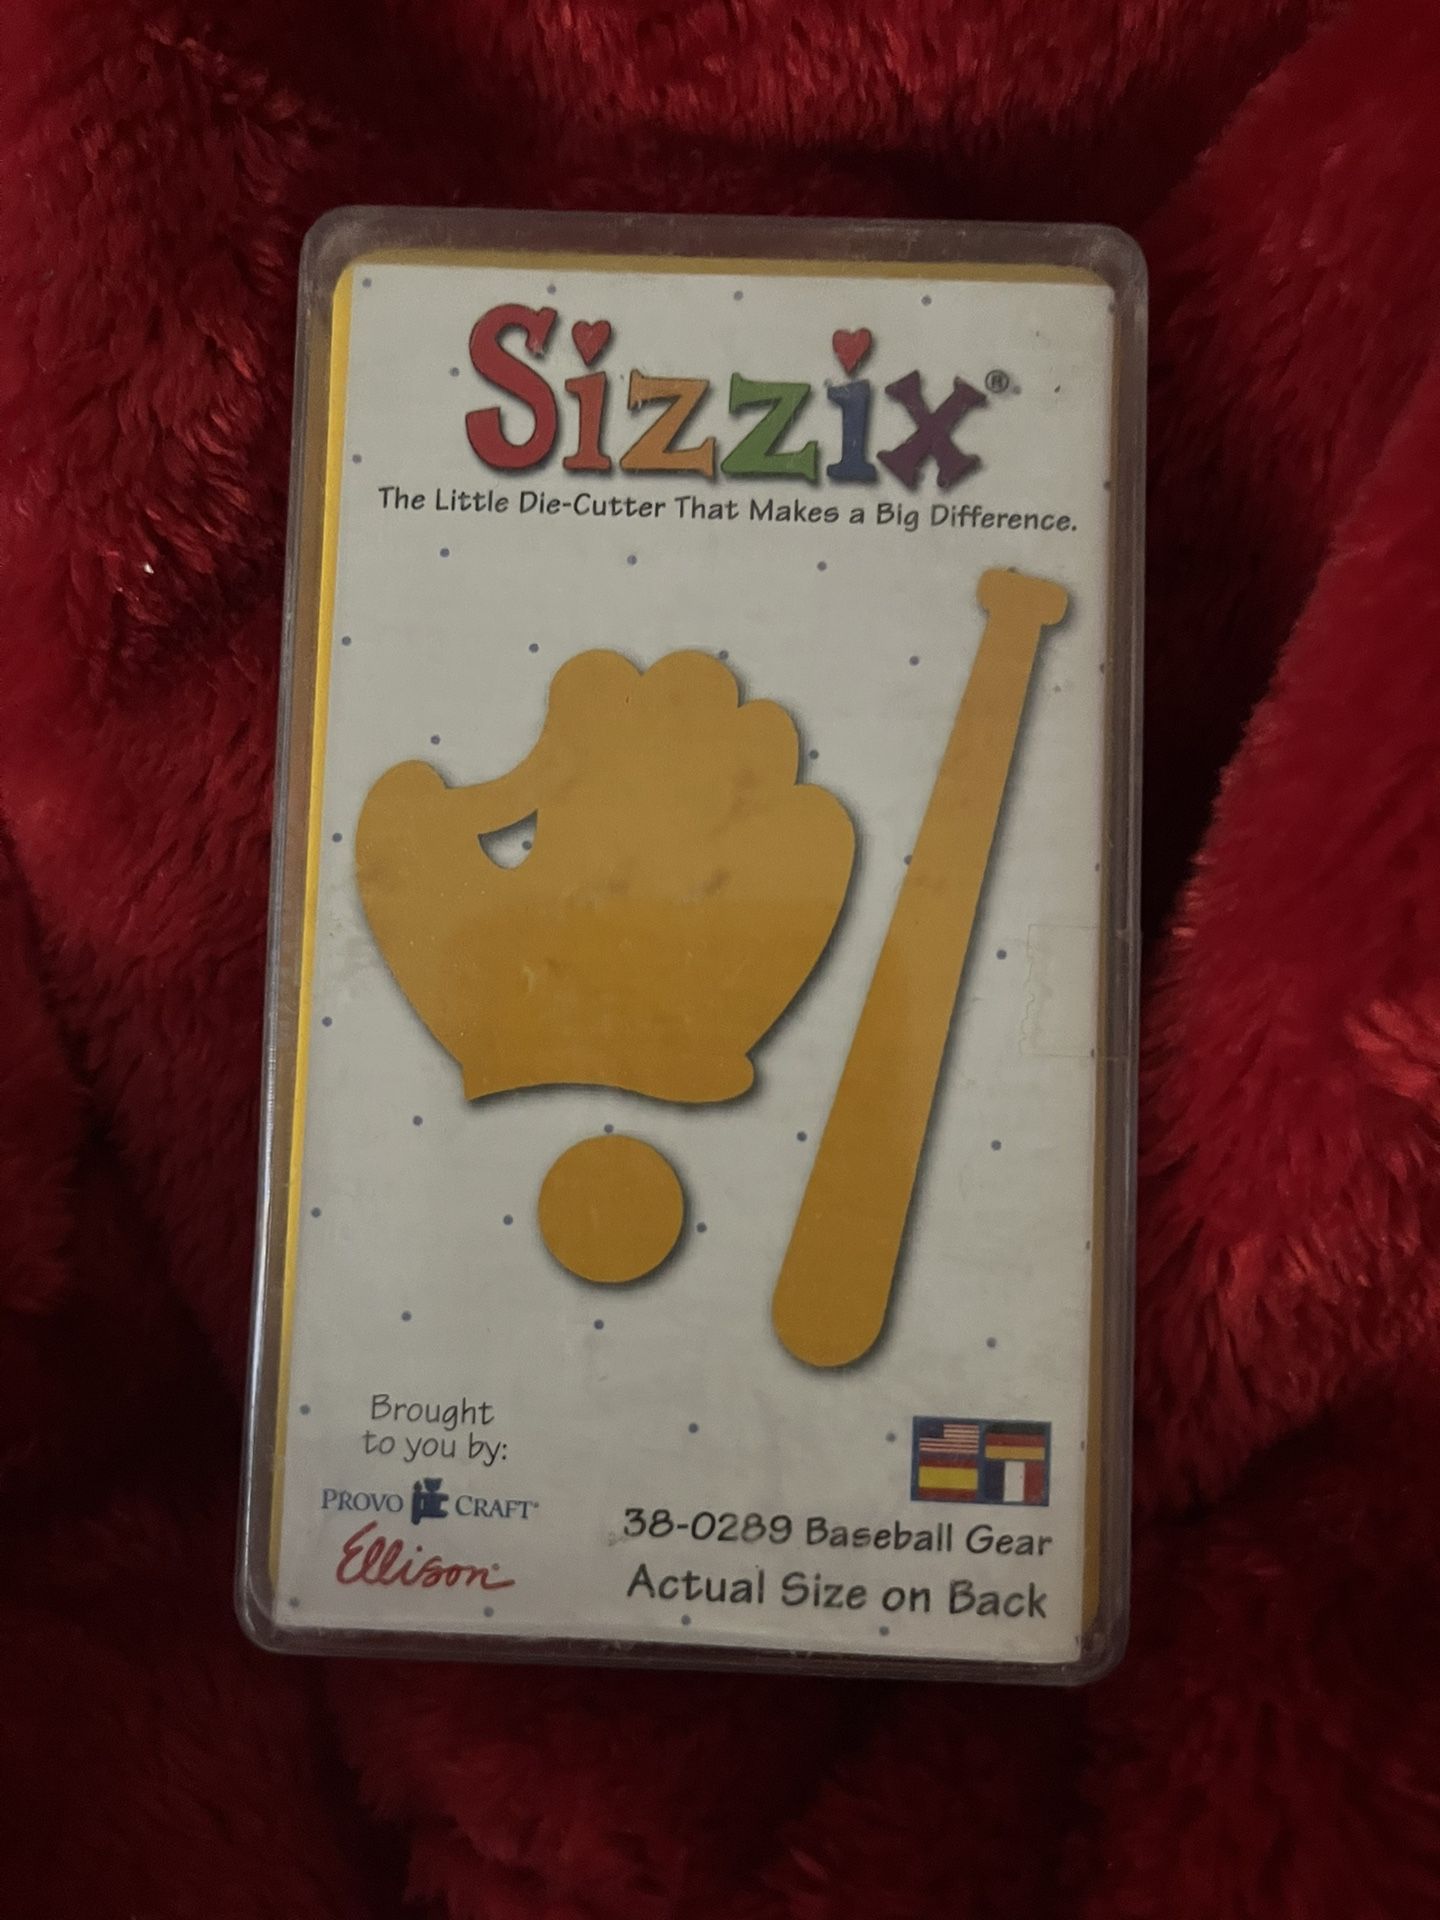 Sizzix®
The Little Die-Cutter That Makes a Big Difference.
Brought
to you by:
PROVO CRAFT®
Ellison®
38-0289 Baseball Gear
Actual Size on Back